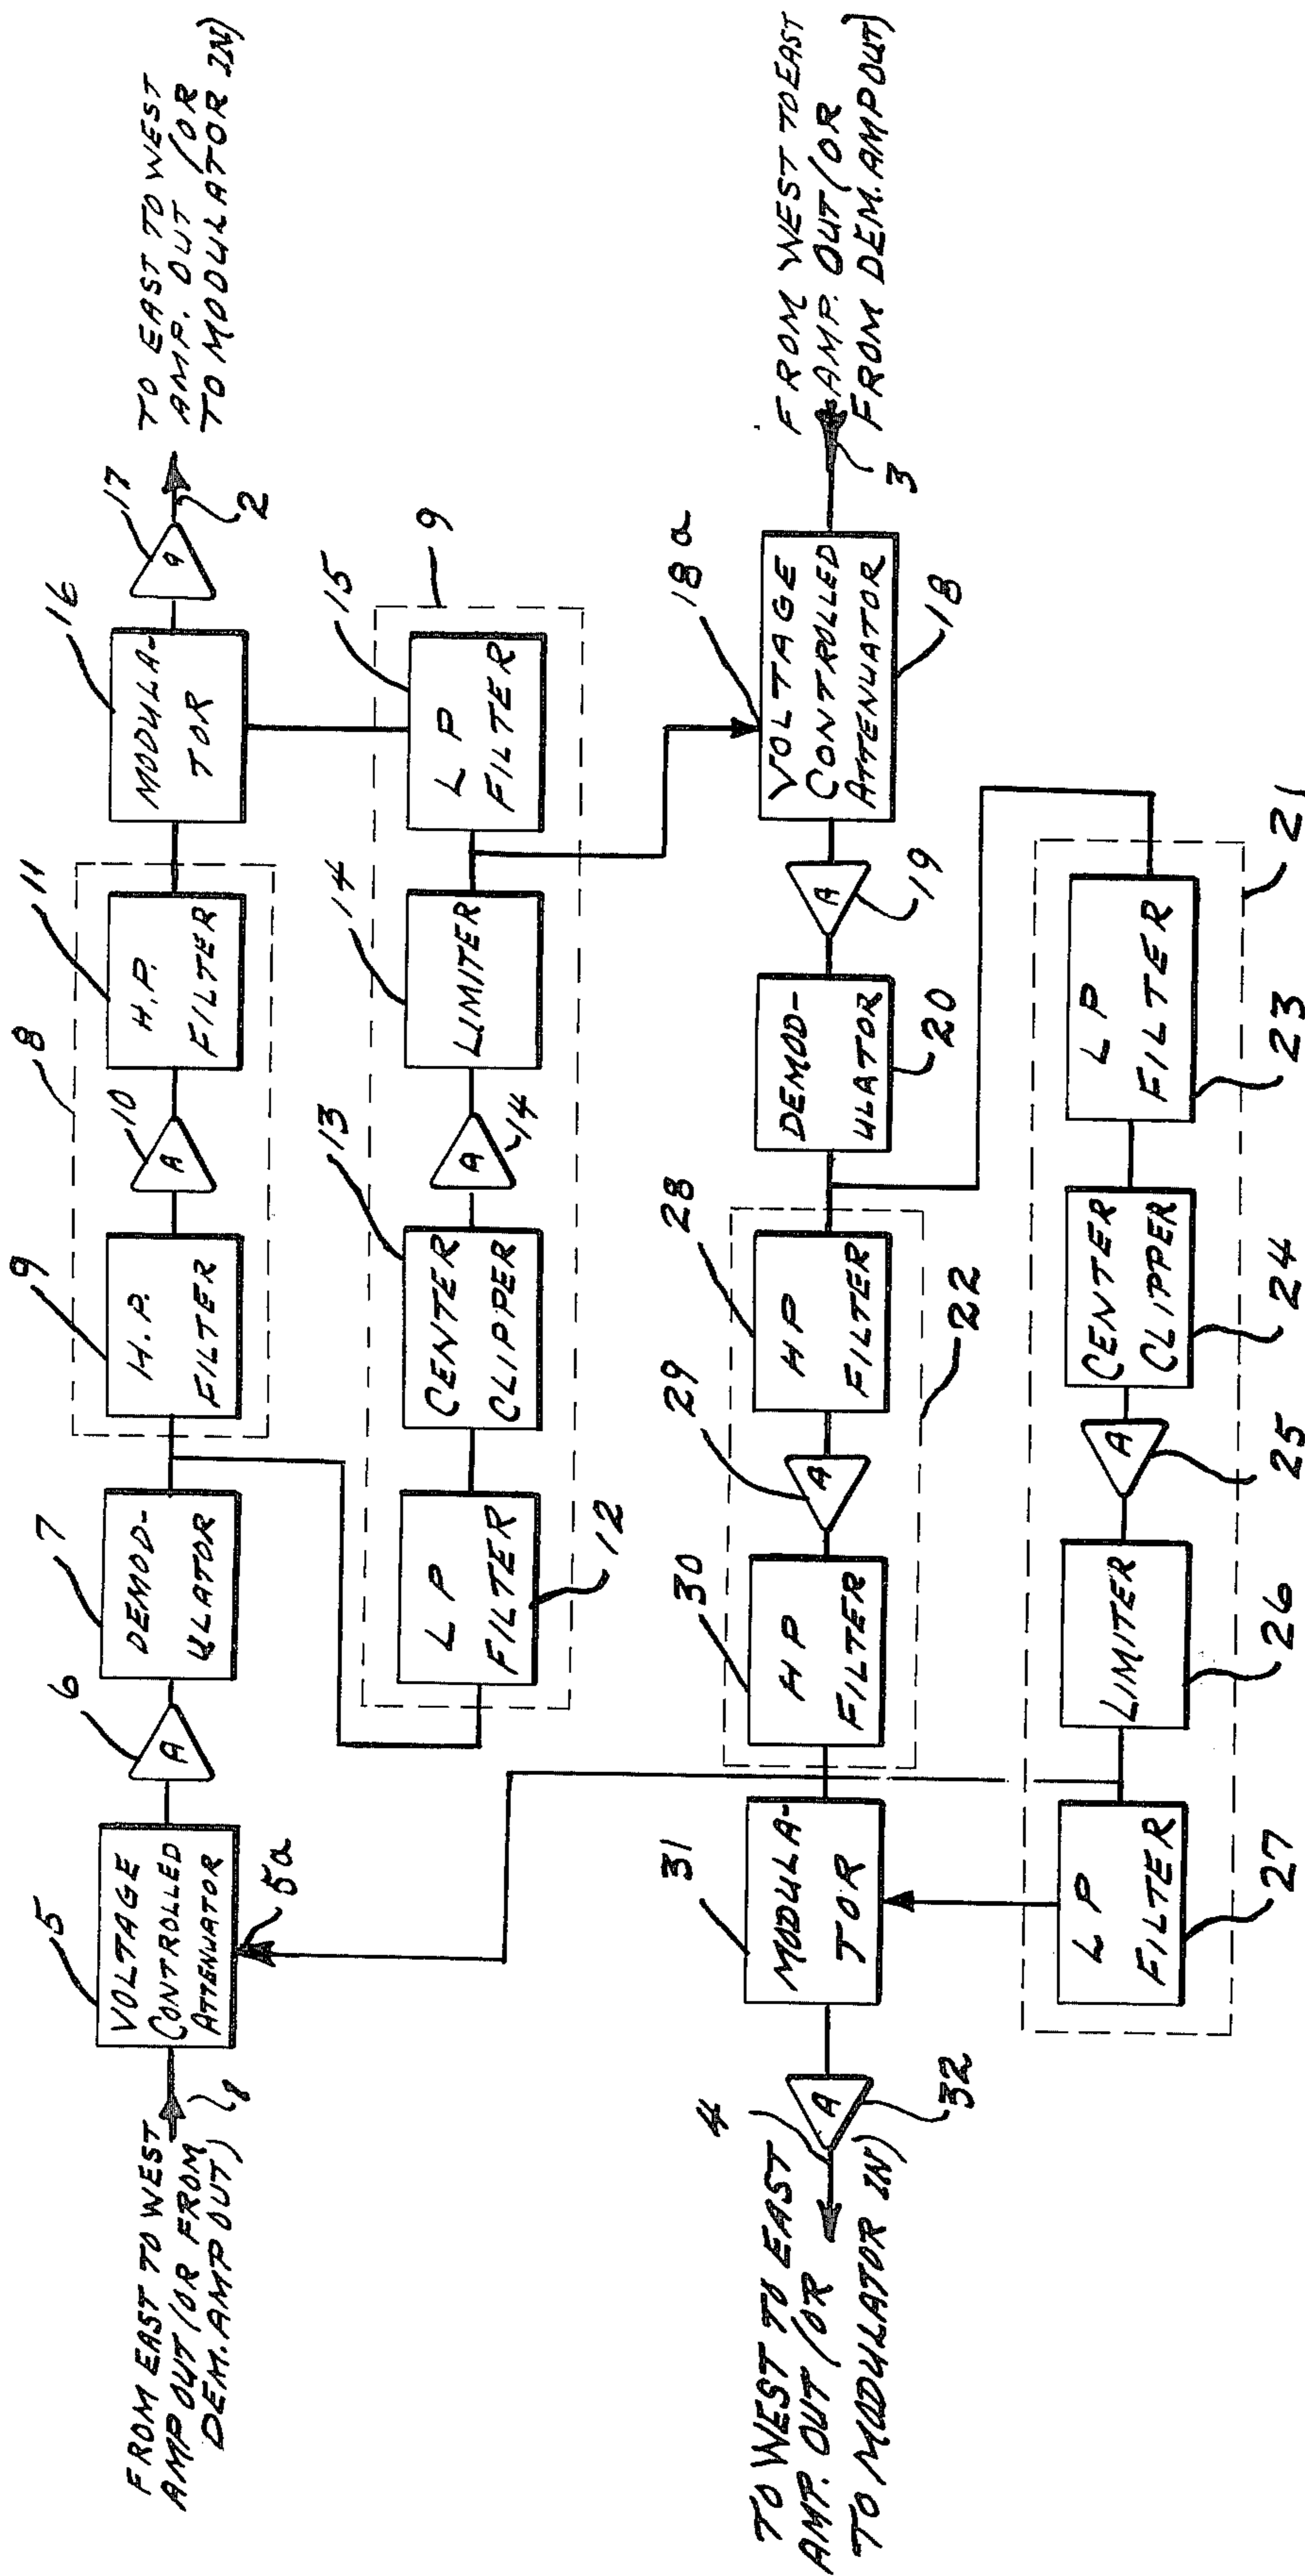 FROM EAST TO WEST
AMP OUT (OR FROM
DEM. AMP OUT)
1
5
VOLTAGE
CONTROLLED
ATTENUATOR
5a
6
A
7
DEMOD-
ULATOR
8
9
H.P.
FILTER
10
A
11
H.P.
FILTER
16
MODULA-
TOR
17
A
2
TO EAST TO WEST
AMP. OUT (OR
TO MODULATOR IN)
LP
FILTER
12
13
CENTER
CLIPPER
A
14
14
LIMITER
15
LP
FILTER
9
18a
FROM WEST TO EAST
AMP. OUT (OR
FROM DEM. AMP OUT)
3
VOLTAGE
CONTROLLED
ATTENUATOR
18
A
19
DEMOD-
ULATOR
20
28
HP
FILTER
29
A
30
HP
FILTER
22
31
MODULA-
TOR
A
32
4
TO WEST TO EAST
AMP. OUT (OR
TO MODULATOR IN)
LP
FILTER
27
LIMITER
26
A
25
CENTER
CLIPPER
24
LP
FILTER
23
21